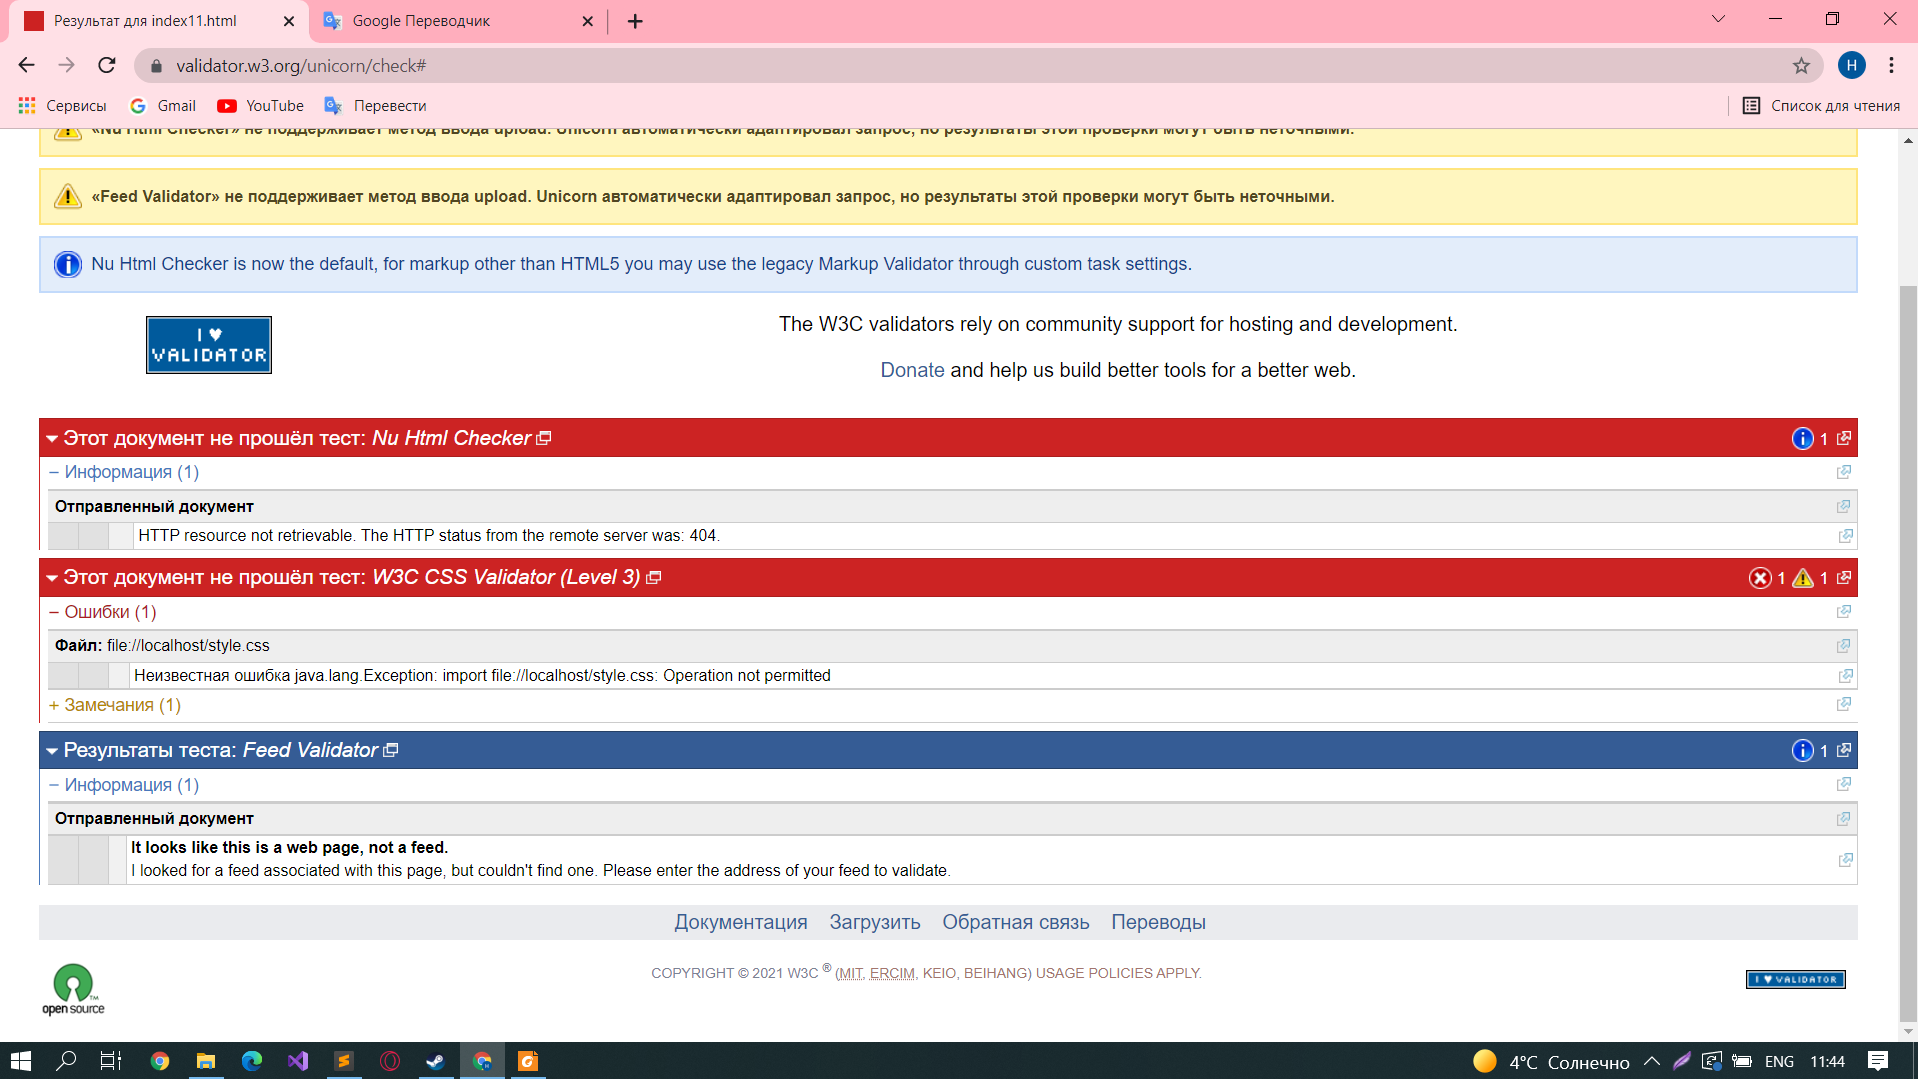 Результат для index11.html
Google Переводчик
validator.w3.org/unicorn/check#
H
Сервисы
Gmail
YouTube
Перевести
Список для чтения
«Nu Html Checker» не поддерживает метод ввода upload. Unicorn автоматически адаптировал запрос, но результаты этой проверки могут быть неточными.
«Feed Validator» не поддерживает метод ввода upload. Unicorn автоматически адаптировал запрос, но результаты этой проверки могут быть неточными.
Nu Html Checker is now the default, for markup other than HTML5 you may use the legacy Markup Validator through custom task settings.
I ♥
VALIDATOR
The W3C validators rely on community support for hosting and development.
Donate and help us build better tools for a better web.
Этот документ не прошёл тест: Nu Html Checker
1
− Информация (1)
Отправленный документ
HTTP resource not retrievable. The HTTP status from the remote server was: 404.
Этот документ не прошёл тест: W3C CSS Validator (Level 3)
1 1
− Ошибки (1)
Файл: file://localhost/style.css
Неизвестная ошибка java.lang.Exception: import file://localhost/style.css: Operation not permitted
+ Замечания (1)
Результаты теста: Feed Validator
1
− Информация (1)
Отправленный документ
It looks like this is a web page, not a feed.
I looked for a feed associated with this page, but couldn't find one. Please enter the address of your feed to validate.
Документация Загрузить Обратная связь Переводы
COPYRIGHT © 2021 W3C ® (MIT, ERCIM, KEIO, BEIHANG) USAGE POLICIES APPLY.
open source
TM
I ♥ VALIDATOR
4°C Солнечно
ENG
11:44